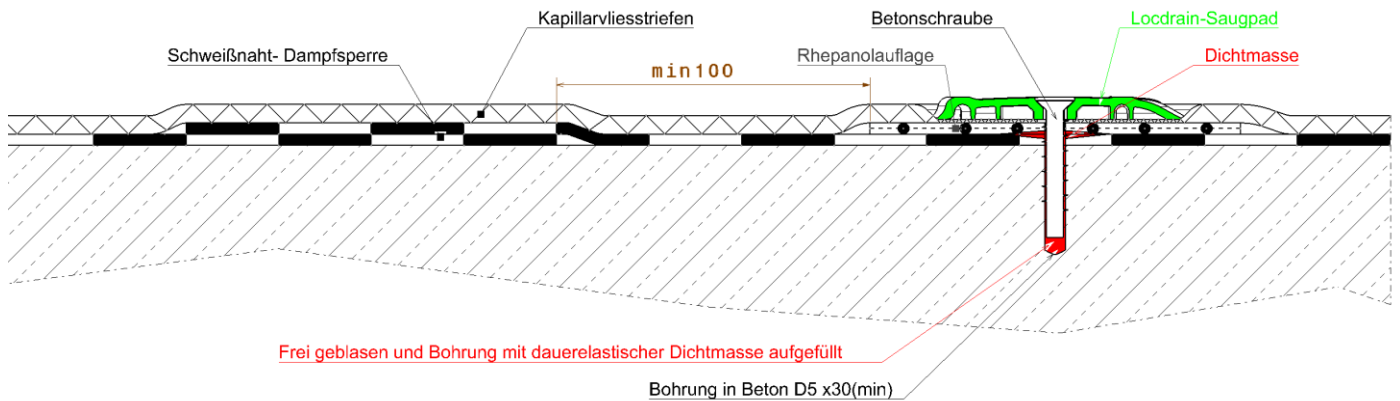 Kapillarvliesstriefen
Betonschraube
Locdrain-Saugpad
Schweißnaht- Dampfsperre
Rhepanolauflage
Dichtmasse
min100
Frei geblasen und Bohrung mit dauerelastischer Dichtmasse aufgefüllt
Bohrung in Beton D5 x30(min)